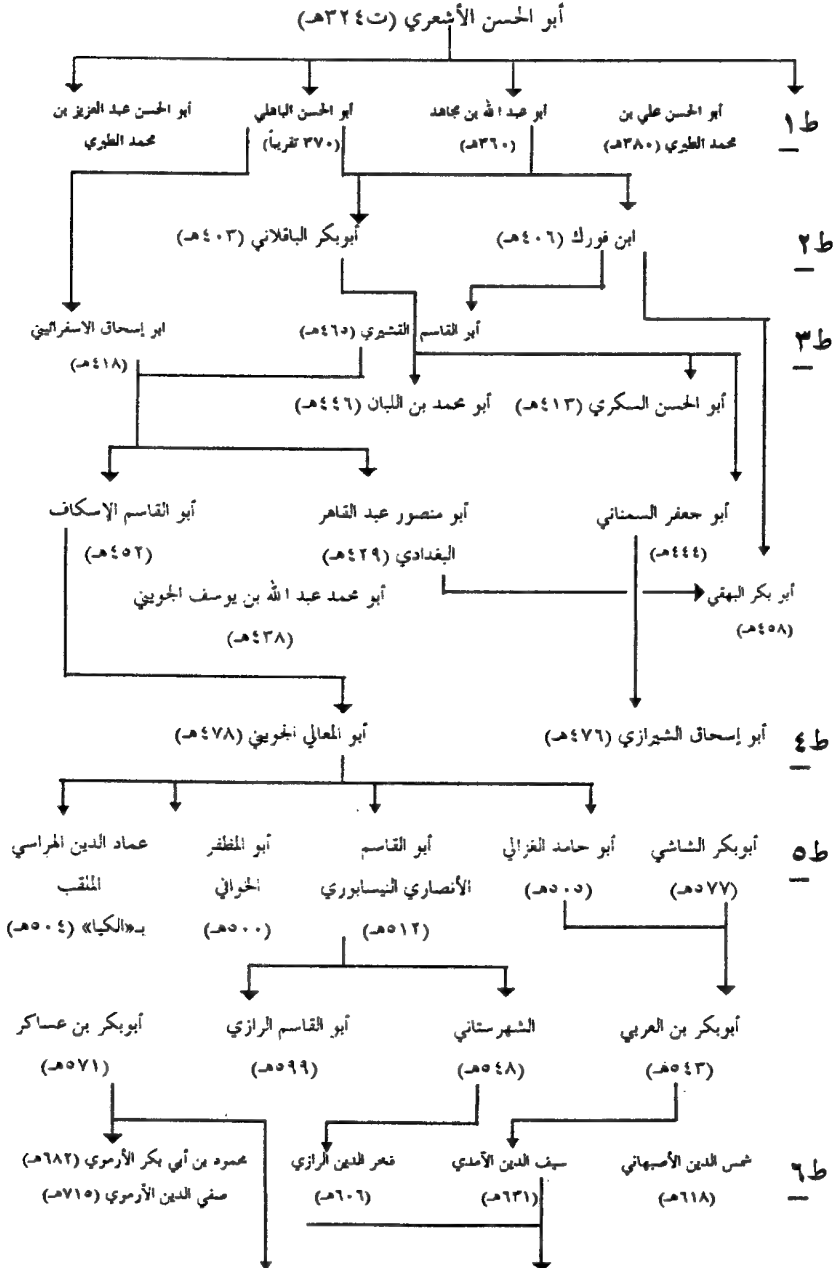 أبو الحسن الأشعري (ت٣٢٤هـ)
ط١
أبو الحسن علي بن
محمد الطبري (٣٨٠هـ)
أبو عبد الله بن مجاهد
(٣٦٠هـ)
أبو الحسن الباهلي
(٣٧٠ تقريباً)
أبو الحسن عبد العزيز بن
محمد الطبري
ط٢
ابن فورك (٤٠٦هـ)
أبوبكر الباقلاني (٤٠٣هـ)
ط٣
أبو القاسم القشيري (٤٦٥هـ)
ابو إسحاق الاسفرائيني
(٤١٨هـ)
أبو الحسن السكري (٤١٣هـ)
أبو محمد بن اللبان (٤٤٦هـ)
أبو جعفر السمناني
(٤٤٤هـ)
أبو منصور عبد القاهر
البغدادي (٤٢٩هـ)
أبو القاسم الإسكاف
(٤٥٢هـ)
أبو بكر البهقي
(٤٥٨هـ)
أبو محمد عبد الله بن يوسف الجويني
(٤٣٨هـ)
ط٤
أبو إسحاق الشيرازي (٤٧٦هـ)
أبو المعالي الجويني (٤٧٨هـ)
ط٥
أبوبكر الشاشي
(٥٧٧هـ)
أبو حامد الغزالي
(٥٠٥هـ)
أبو القاسم
الأنصاري النيسابوري
(٥١٢هـ)
أبو المظفر
الخوافي
(٥٠٠هـ)
عماد الدين الهراسي
الملقب
بـ«الكيا» (٥٠٤هـ)
أبوبكر بن العربي
(٥٤٣هـ)
الشهرستاني
(٥٤٨هـ)
أبو القاسم الرازي
(٥٩٩هـ)
أبوبكر بن عساكر
(٥٧١هـ)
ط٦
شمس الدين الأصبهاني
(٦١٨هـ)
سيف الدين الآمدي
(٦٣١هـ)
فخر الدين الرازي
(٦٠٦هـ)
محمود بن أبي بكر الأرموي (٦٨٢هـ)
صفي الدين الأرموي (٧١٥هـ)